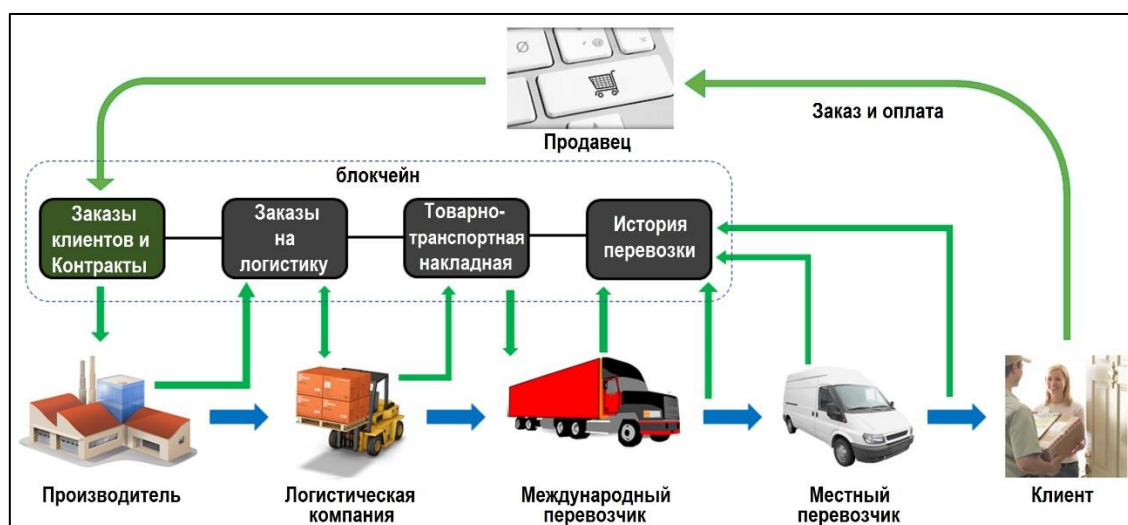 Заказ и оплата
Продавец
блокчейн
Заказы
клиентов и
Контракты
Заказы
на
логистику
Товарно-
транспортная
накладная
История
перевозки
Производитель
Логистическая
компания
Международный
перевозчик
Местный
перевозчик
Клиент